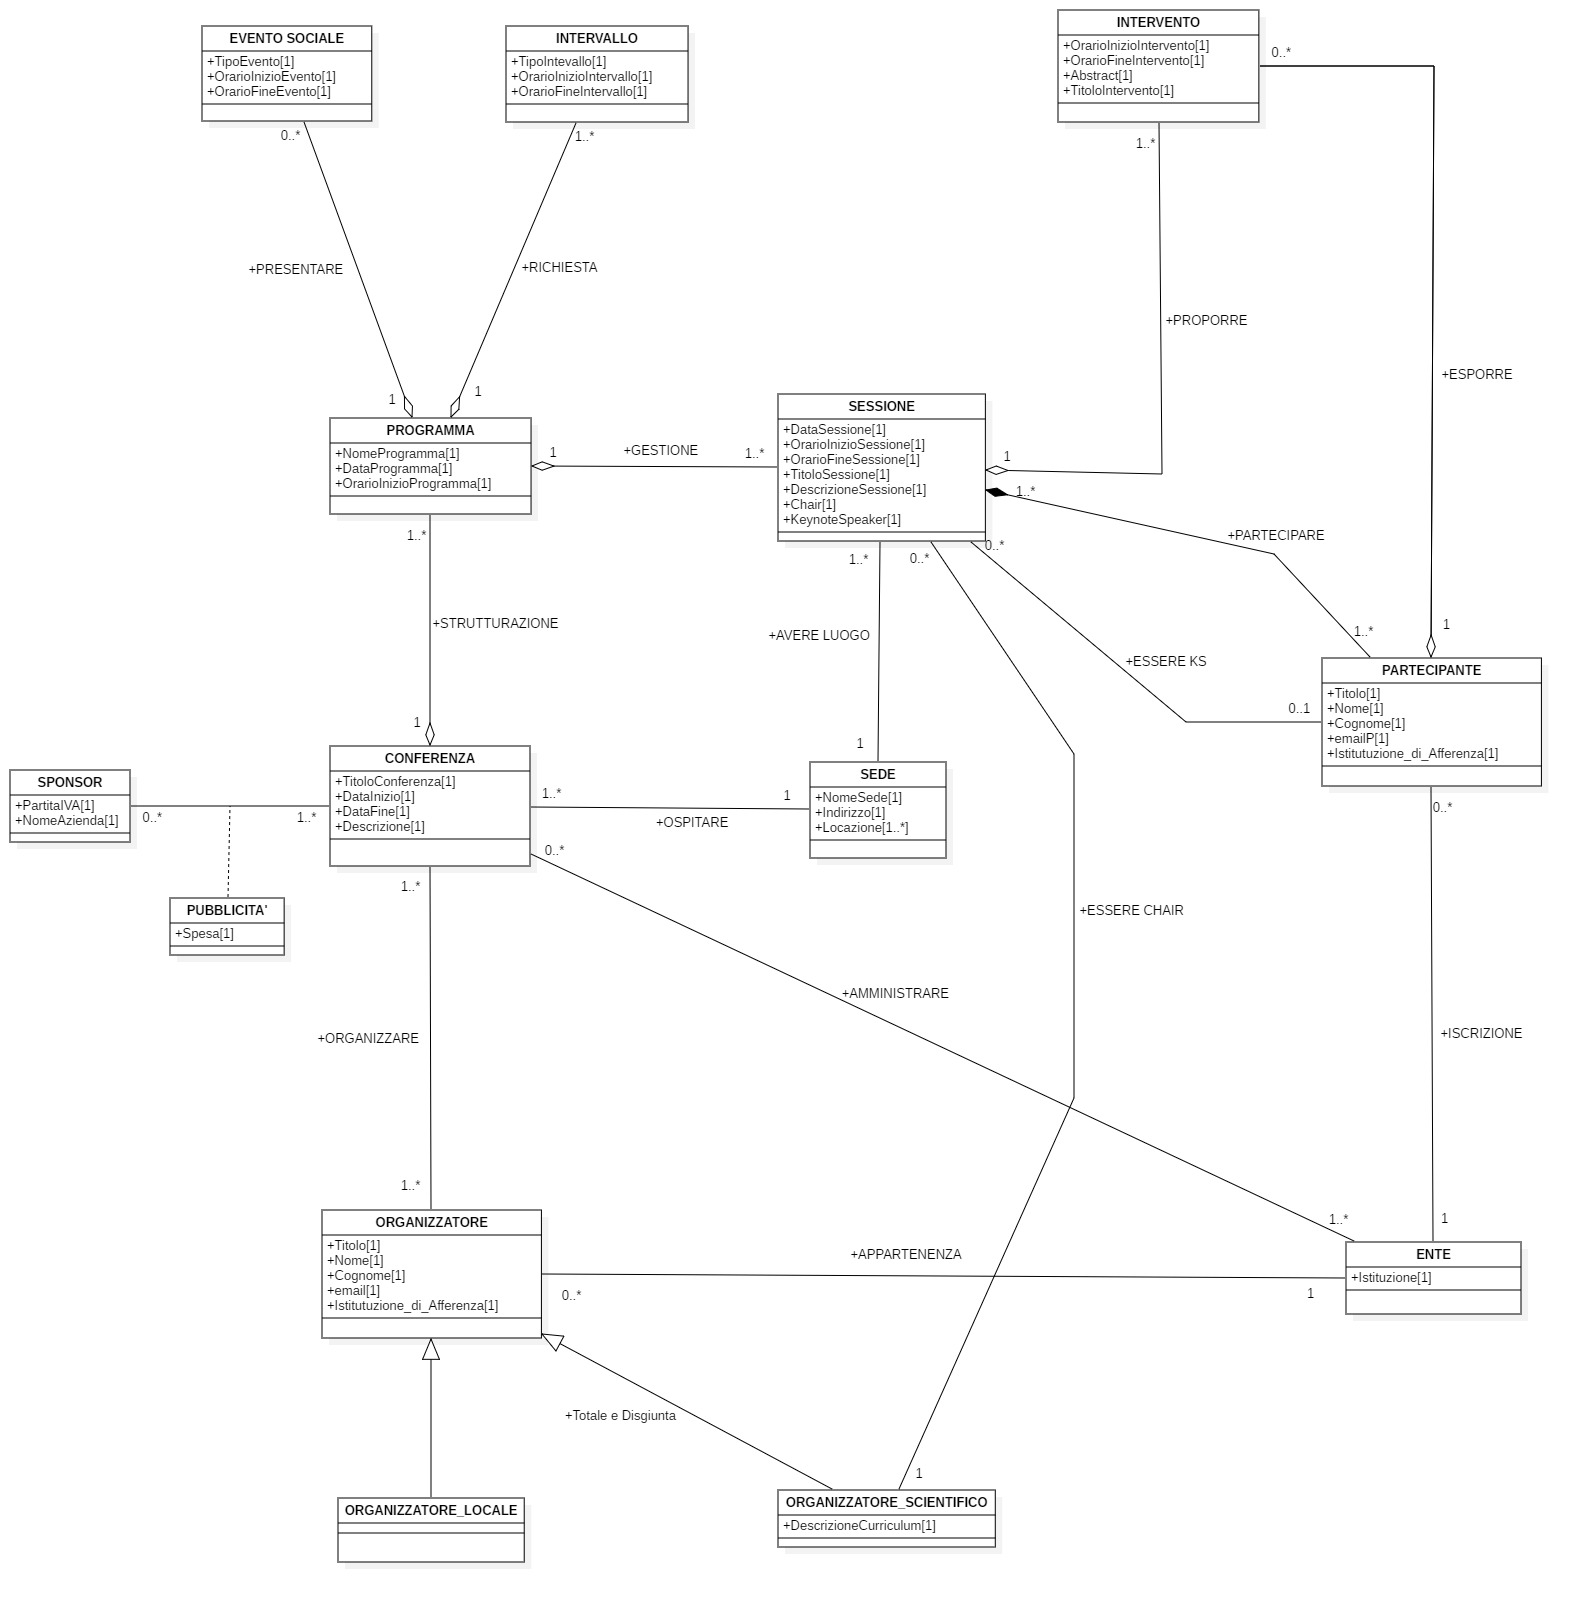 EVENTO SOCIALE
+TipoEvento[1]
+OrarioInizioEvento[1]
+OrarioFineEvento[1]
0..*
INTERVALLO
+TipoIntevallo[1]
+OrarioInizioIntervallo[1]
+OrarioFineIntervallo[1]
1..*
INTERVENTO
+OrarioInizioIntervento[1]
+OrarioFineIntervento[1]
+Abstract[1]
+TitoloIntervento[1]
0..*
1..*
+PRESENTARE
+RICHIESTA
+PROPORRE
+ESPORRE
1
1
PROGRAMMA
+NomeProgramma[1]
+DataProgramma[1]
+OrarioInizioProgramma[1]
1
+GESTIONE
1..*
SESSIONE
+DataSessione[1]
+OrarioInizioSessione[1]
+OrarioFineSessione[1]
+TitoloSessione[1]
+DescrizioneSessione[1]
+Chair[1]
+KeynoteSpeaker[1]
1
1..*
+PARTECIPARE
1..*
1
1..*
+STRUTTURAZIONE
1
1..*
0..*
0..*
+AVERE LUOGO
+ESSERE KS
0..1
1
PARTECIPANTE
+Titolo[1]
+Nome[1]
+Cognome[1]
+emailP[1]
+Istitutuzione_di_Afferenza[1]
0..*
SPONSOR
+PartitaIVA[1]
+NomeAzienda[1]
0..*
1..*
CONFERENZA
+TitoloConferenza[1]
+DataInizio[1]
+DataFine[1]
+Descrizione[1]
1..*
1
+OSPITARE
SEDE
+NomeSede[1]
+Indirizzo[1]
+Locazione[1..*]
0..*
1..*
PUBBLICITA'
+Spesa[1]
+ESSERE CHAIR
+AMMINISTRARE
+ORGANIZZARE
+ISCRIZIONE
1..*
1..*
1
ORGANIZZATORE
+Titolo[1]
+Nome[1]
+Cognome[1]
+email[1]
+Istitutuzione_di_Afferenza[1]
+APPARTENENZA
0..*
1
ENTE
+Istituzione[1]
+Totale e Disgiunta
1
ORGANIZZATORE_LOCALE
ORGANIZZATORE_SCIENTIFICO
+DescrizioneCurriculum[1]